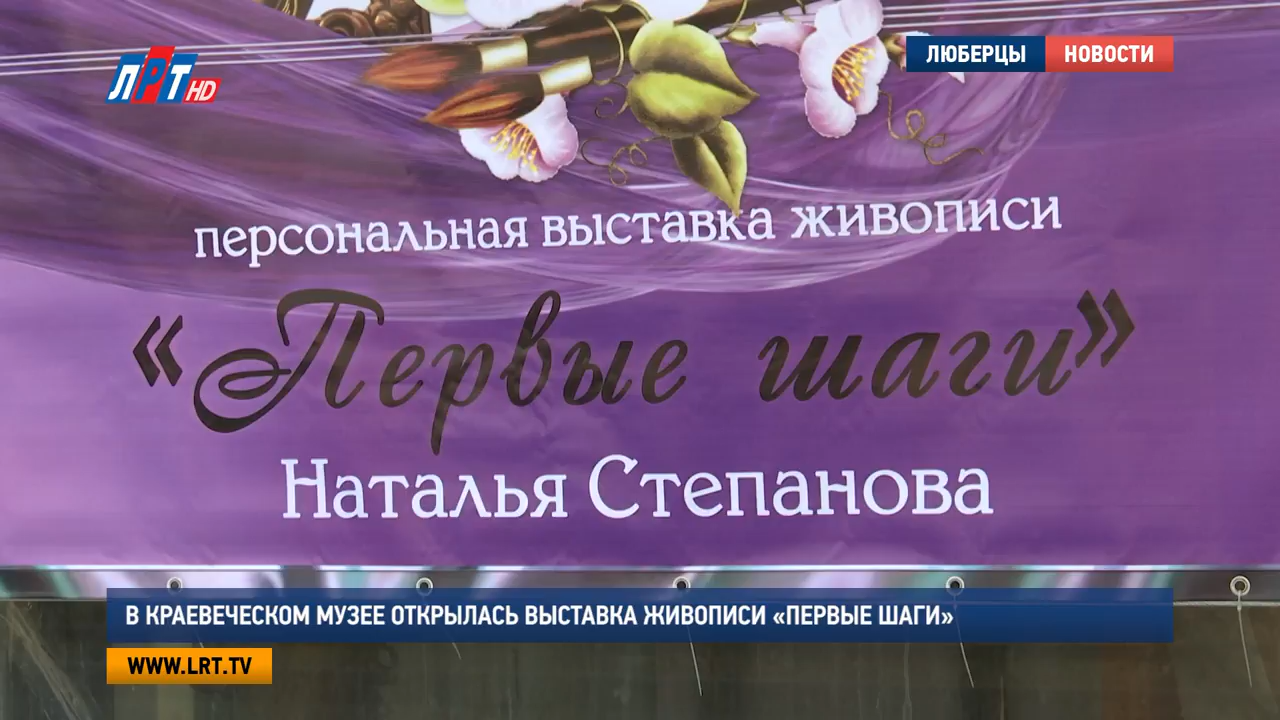 ЛРТ HD
ЛЮБЕРЦЫ НОВОСТИ
персональная выставка живописи
«Первые шаги»
Наталья Степанова
В КРАЕВЕЧЕСКОМ МУЗЕЕ ОТКРЫЛАСЬ ВЫСТАВКА ЖИВОПИСИ «ПЕРВЫЕ ШАГИ»
WWW.LRT.TV